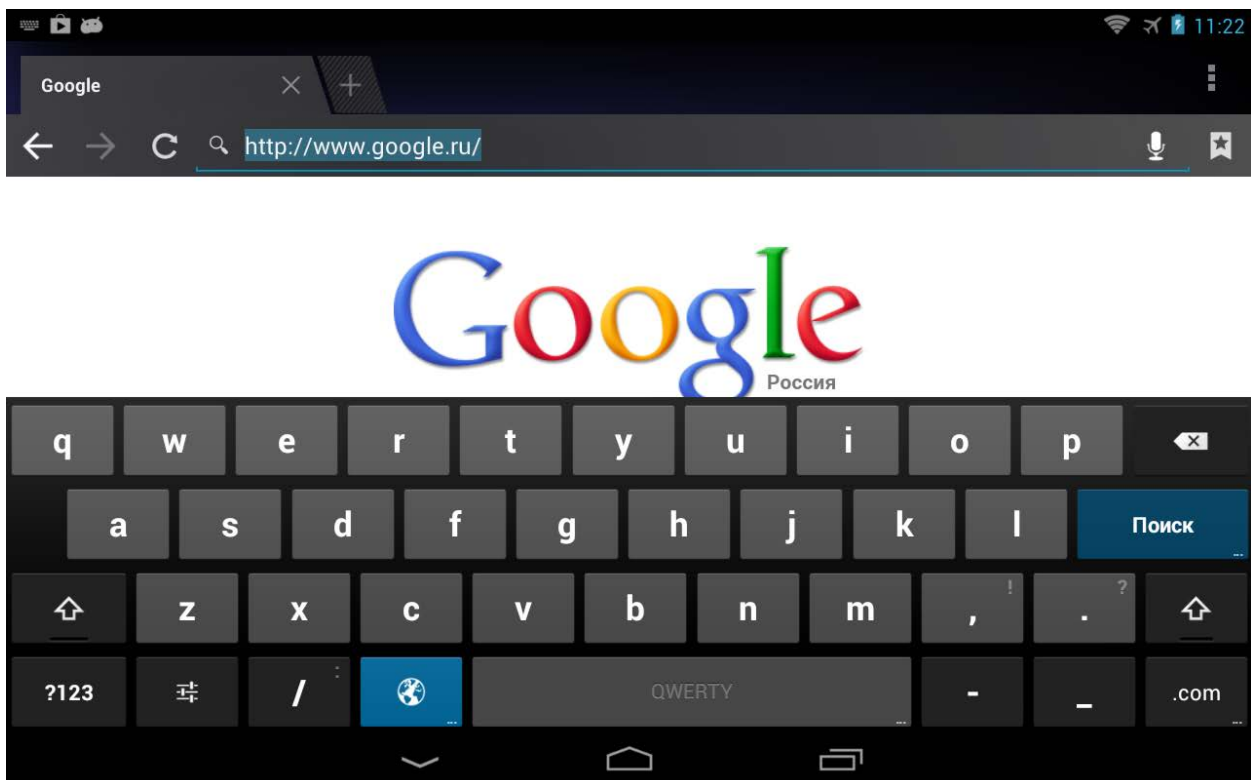 11:22
Google
http://www.google.ru/
Google
Россия
q w e r t y u i o p
a s d f g h j k l Поиск
z x c v b n m , ! . ?
?123 / : QWERTY - _ .com